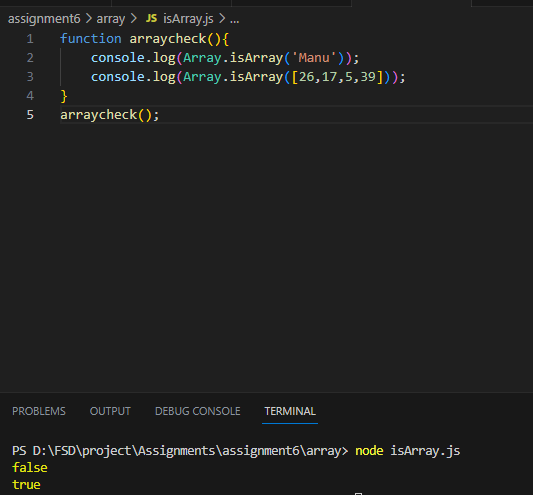 assignment6 > array > JS isArray.js > ...
1 function arraycheck(){
2     console.log(Array.isArray('Manu'));
3     console.log(Array.isArray([26,17,5,39]));
4 }
5 arraycheck();
PROBLEMS OUTPUT DEBUG CONSOLE TERMINAL
PS D:\FSD\project\Assignments\assignment6\array> node isArray.js
false
true